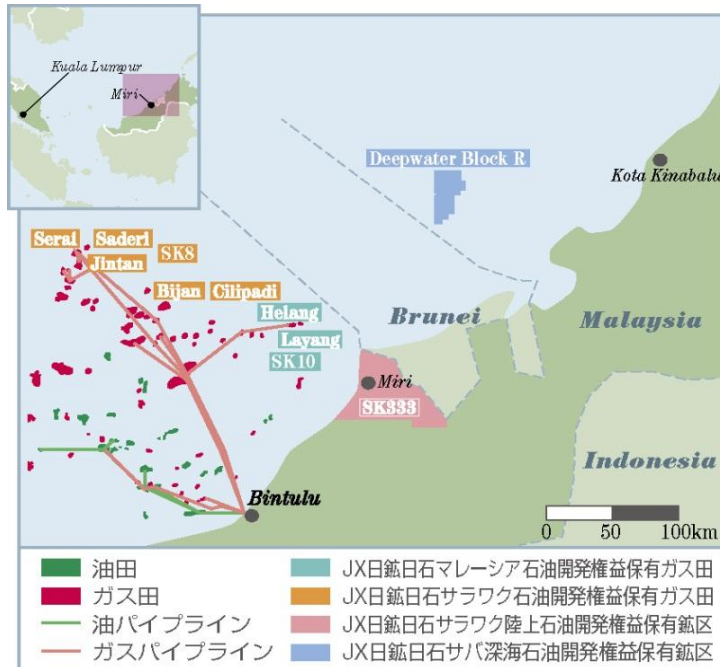 Kuala Lumpur
Miri
Deepwater Block R
Kota Kinabalu
Serai
Saderi
SK8
Jintan
Bijan
Cilipadi
Helang
Brunei
Malaysia
Layang
SK10
Miri
SK333
Indonesia
Bintulu
0 50 100km
油田
ガス田
油パイプライン
ガスパイプライン
JX日鉱日石マレーシア石油開発権益保有ガス田
JX日鉱日石サラワク石油開発権益保有ガス田
JX日鉱日石サラワク陸上石油開発権益保有鉱区
JX日鉱日石サバ深海石油開発権益保有鉱区